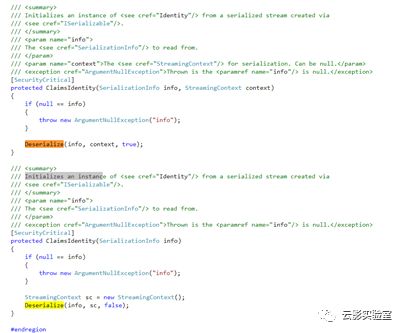 /// <summary>
/// Initializes an instance of <see cref="Identity"/> from a serialized stream created via
/// <see cref="ISerializable"/>.
/// </summary>
/// <param name="info">
/// The <see cref="SerializationInfo"/> to read from.
/// </param>
/// <param name="context">The <see cref="StreamingContext"/> for serialization. Can be null.</param>
/// <exception cref="ArgumentNullException">Thrown is the <paramref name="info"/> is null.</exception>
[SecurityCritical]
protected ClaimsIdentity(SerializationInfo info, StreamingContext context)
{
if (null == info)
{
throw new ArgumentNullException("info");
}
Deserialize(info, context, true);
}
/// <summary>
/// Initializes an instance of <see cref="Identity"/> from a serialized stream created via
/// <see cref="ISerializable"/>.
/// </summary>
/// <param name="info">
/// The <see cref="SerializationInfo"/> to read from.
/// </param>
/// <exception cref="ArgumentNullException">Thrown is the <paramref name="info"/> is null.</exception>
[SecurityCritical]
protected ClaimsIdentity(SerializationInfo info)
{
if (null == info)
{
throw new ArgumentNullException("info");
}
StreamingContext sc = new StreamingContext();
Deserialize(info, sc, false);
}
#endregion
云影实验室